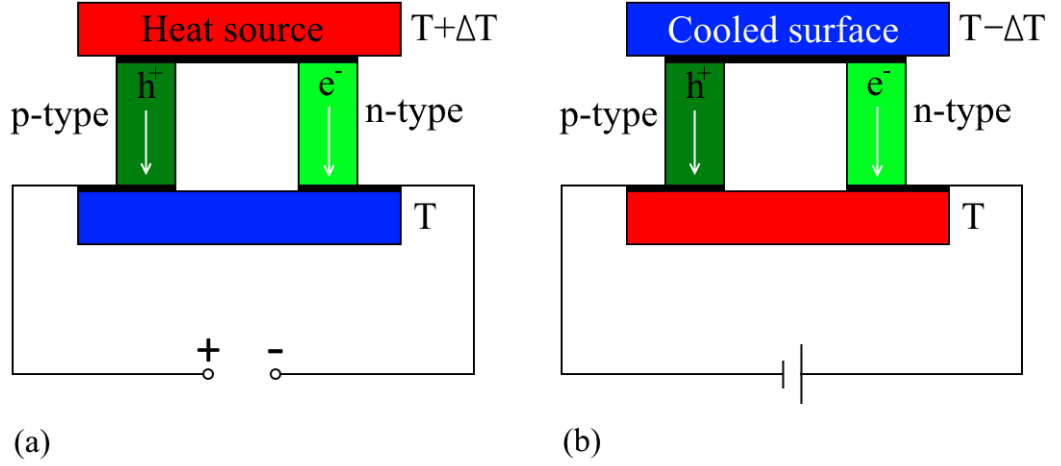 Heat source
T+ΔT
h+
e-
p-type
n-type
T
+ -
(a)
Cooled surface
T−ΔT
h+
e-
p-type
n-type
T
(b)